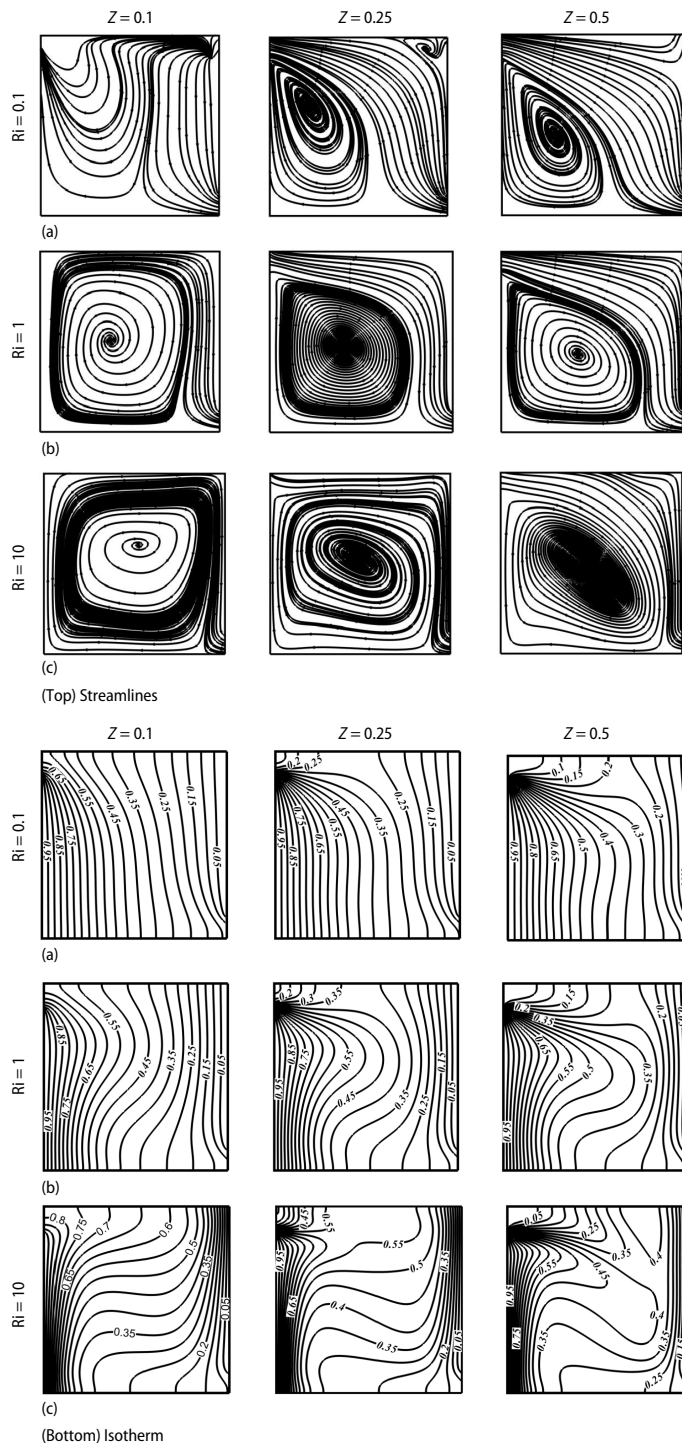 Z = 0.1 Z = 0.25 Z = 0.5
Ri = 0.1
(a)
Ri = 1
(b)
Ri = 10
(c)
(Top) Streamlines
Z = 0.1 Z = 0.25 Z = 0.5
Ri = 0.1
0.65 0.55 0.45 0.35 0.25 0.15 0.75 0.85 0.95 0.05
0.2 0.25 0.45 0.35 0.25 0.15 0.75 0.55 0.65 0.85 0.95 0.05
0.1 0.15 0.2 0.2 0.3 0.4 0.5 0.95 0.8 0.65 0.05
(a)
Ri = 1
0.55 0.85 0.65 0.45 0.35 0.25 0.15 0.05 0.75 0.95
0.2 0.3 0.35 0.85 0.75 0.55 0.15 0.05 0.95 0.45 0.35 0.25
0.2 0.15 0.2 0.35 0.65 0.55 0.5 0.35 0.95
(b)
Ri = 10
0.8 0.75 0.7 0.6 0.5 0.65 0.35 0.05 0.35 0.2
0.45 0.55 0.95 0.55 0.5 0.35 0.65 0.4 0.35 0.05 0.2
0.05 0.25 0.35 0.4 0.55 0.45 0.95 0.4 0.75 0.35 0.35 0.25
(c)
(Bottom) Isotherm